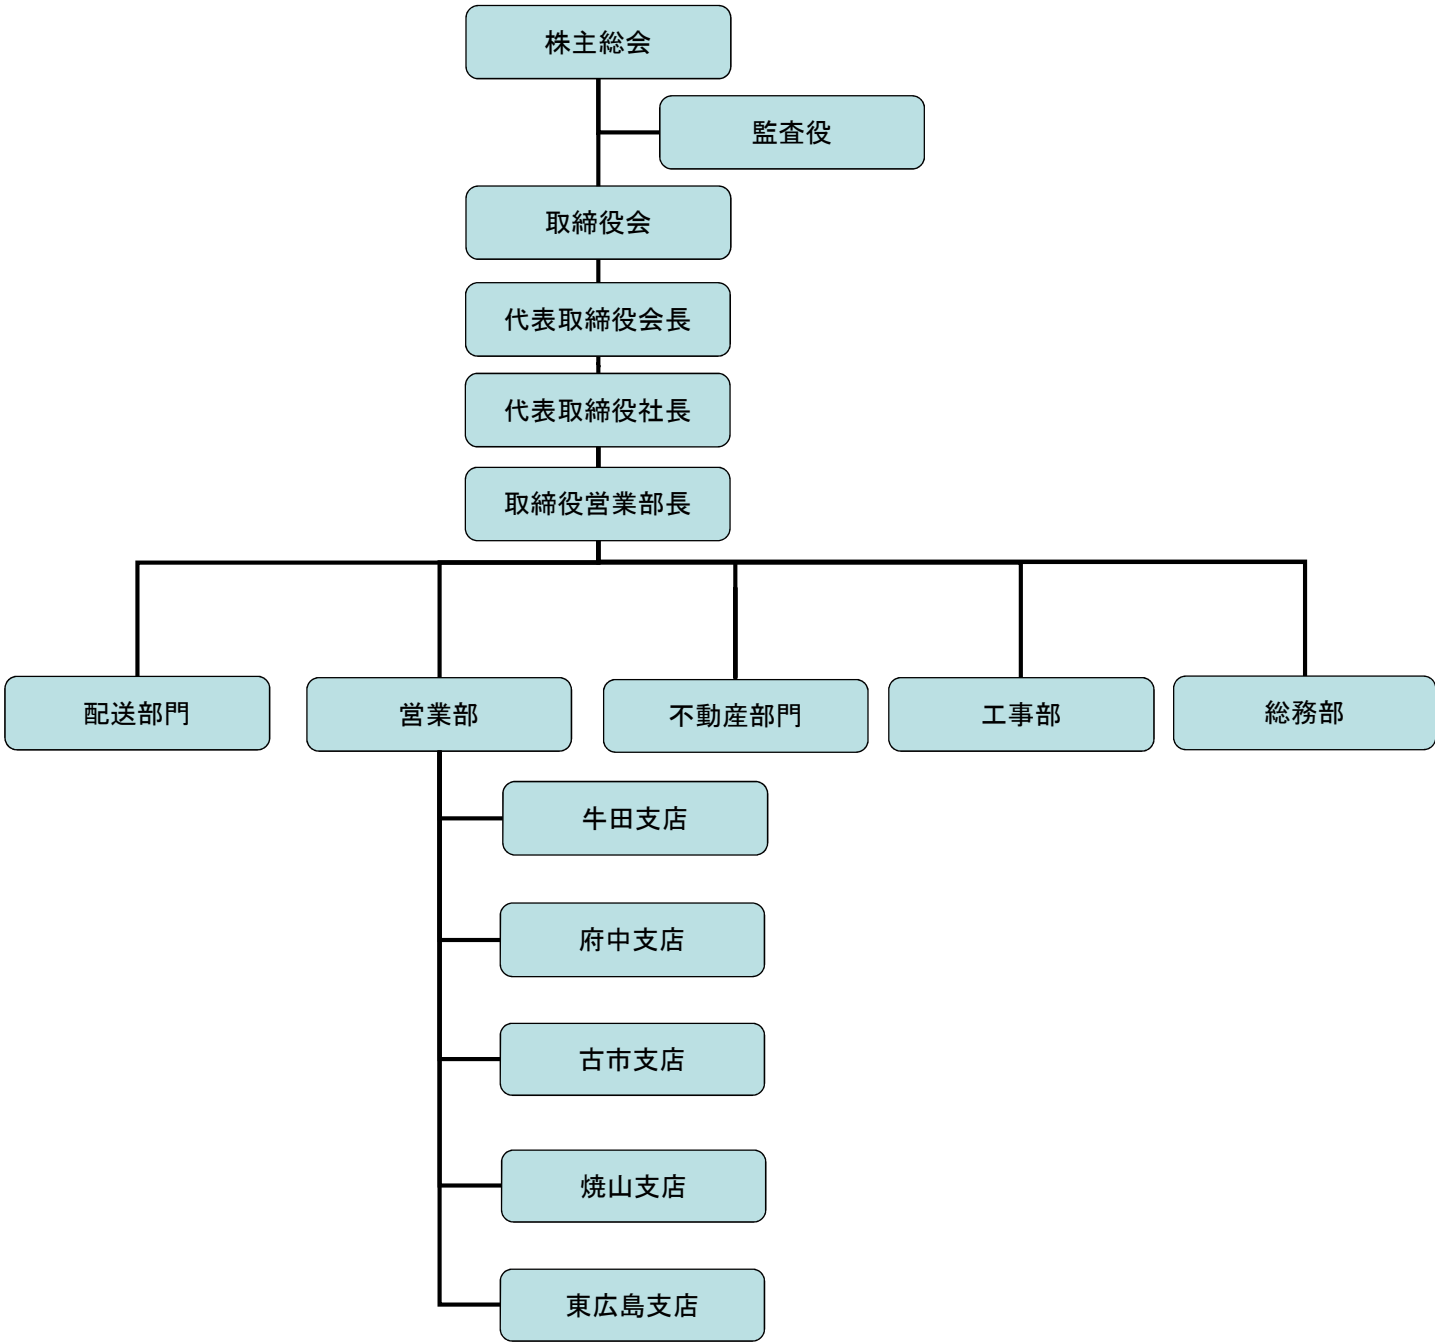 株主総会
監査役
取締役会
代表取締役会長
代表取締役社長
取締役営業部長
配送部門
営業部
不動産部門
工事部
総務部
牛田支店
府中支店
古市支店
焼山支店
東広島支店